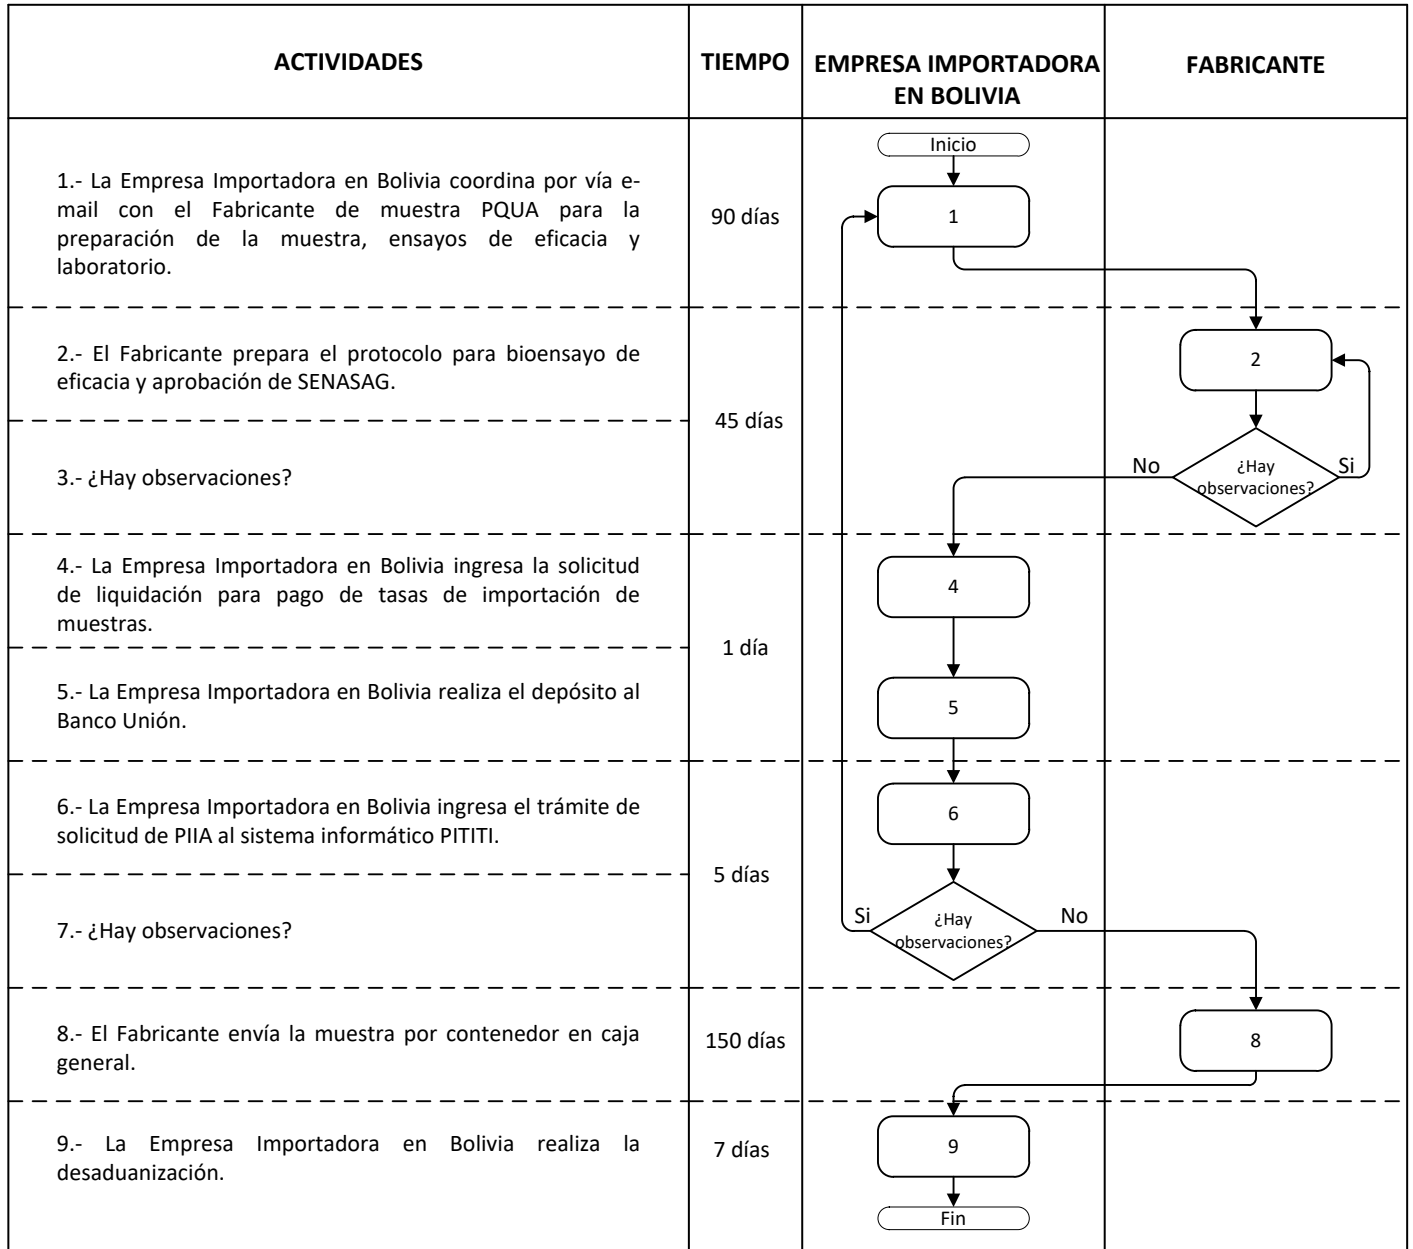 ACTIVIDADES
TIEMPO
EMPRESA IMPORTADORA
EN BOLIVIA
FABRICANTE
1.- La Empresa Importadora en Bolivia coordina por vía e-
mail con el Fabricante de muestra PQUA para la
preparación de la muestra, ensayos de eficacia y
laboratorio.
90 días
Inicio
1
2.- El Fabricante prepara el protocolo para bioensayo de
eficacia y aprobación de SENASAG.
45 días
2
3.- ¿Hay observaciones?
No
¿Hay
observaciones?
Si
4.- La Empresa Importadora en Bolivia ingresa la solicitud
de liquidación para pago de tasas de importación de
muestras.
1 día
4
5.- La Empresa Importadora en Bolivia realiza el depósito al
Banco Unión.
5
6.- La Empresa Importadora en Bolivia ingresa el trámite de
solicitud de PIIA al sistema informático PITITI.
5 días
6
7.- ¿Hay observaciones?
Si
¿Hay
observaciones?
No
8.- El Fabricante envía la muestra por contenedor en caja
general.
150 días
8
9.- La Empresa Importadora en Bolivia realiza la
desaduanización.
7 días
9
Fin